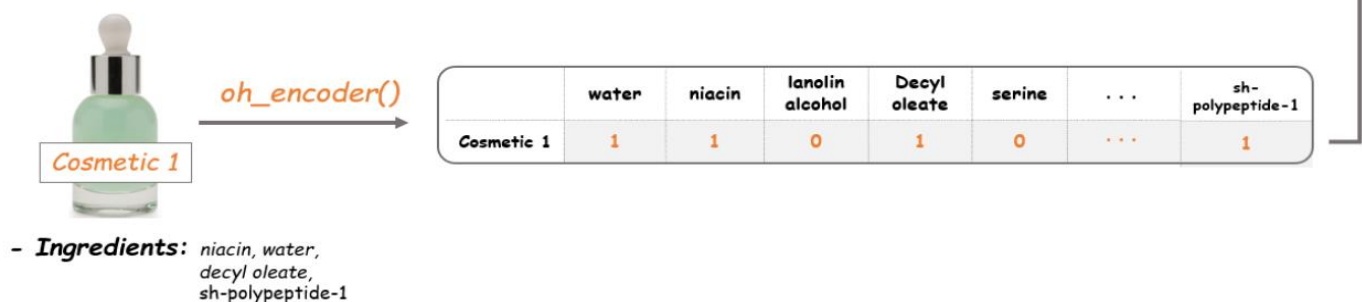 oh_encoder()
Cosmetic 1
water niacin lanolin alcohol Decyl oleate serine ... sh-polypeptide-1
Cosmetic 1 1 1 0 1 0 ... 1
- Ingredients: niacin, water,
decyl oleate,
sh-polypeptide-1